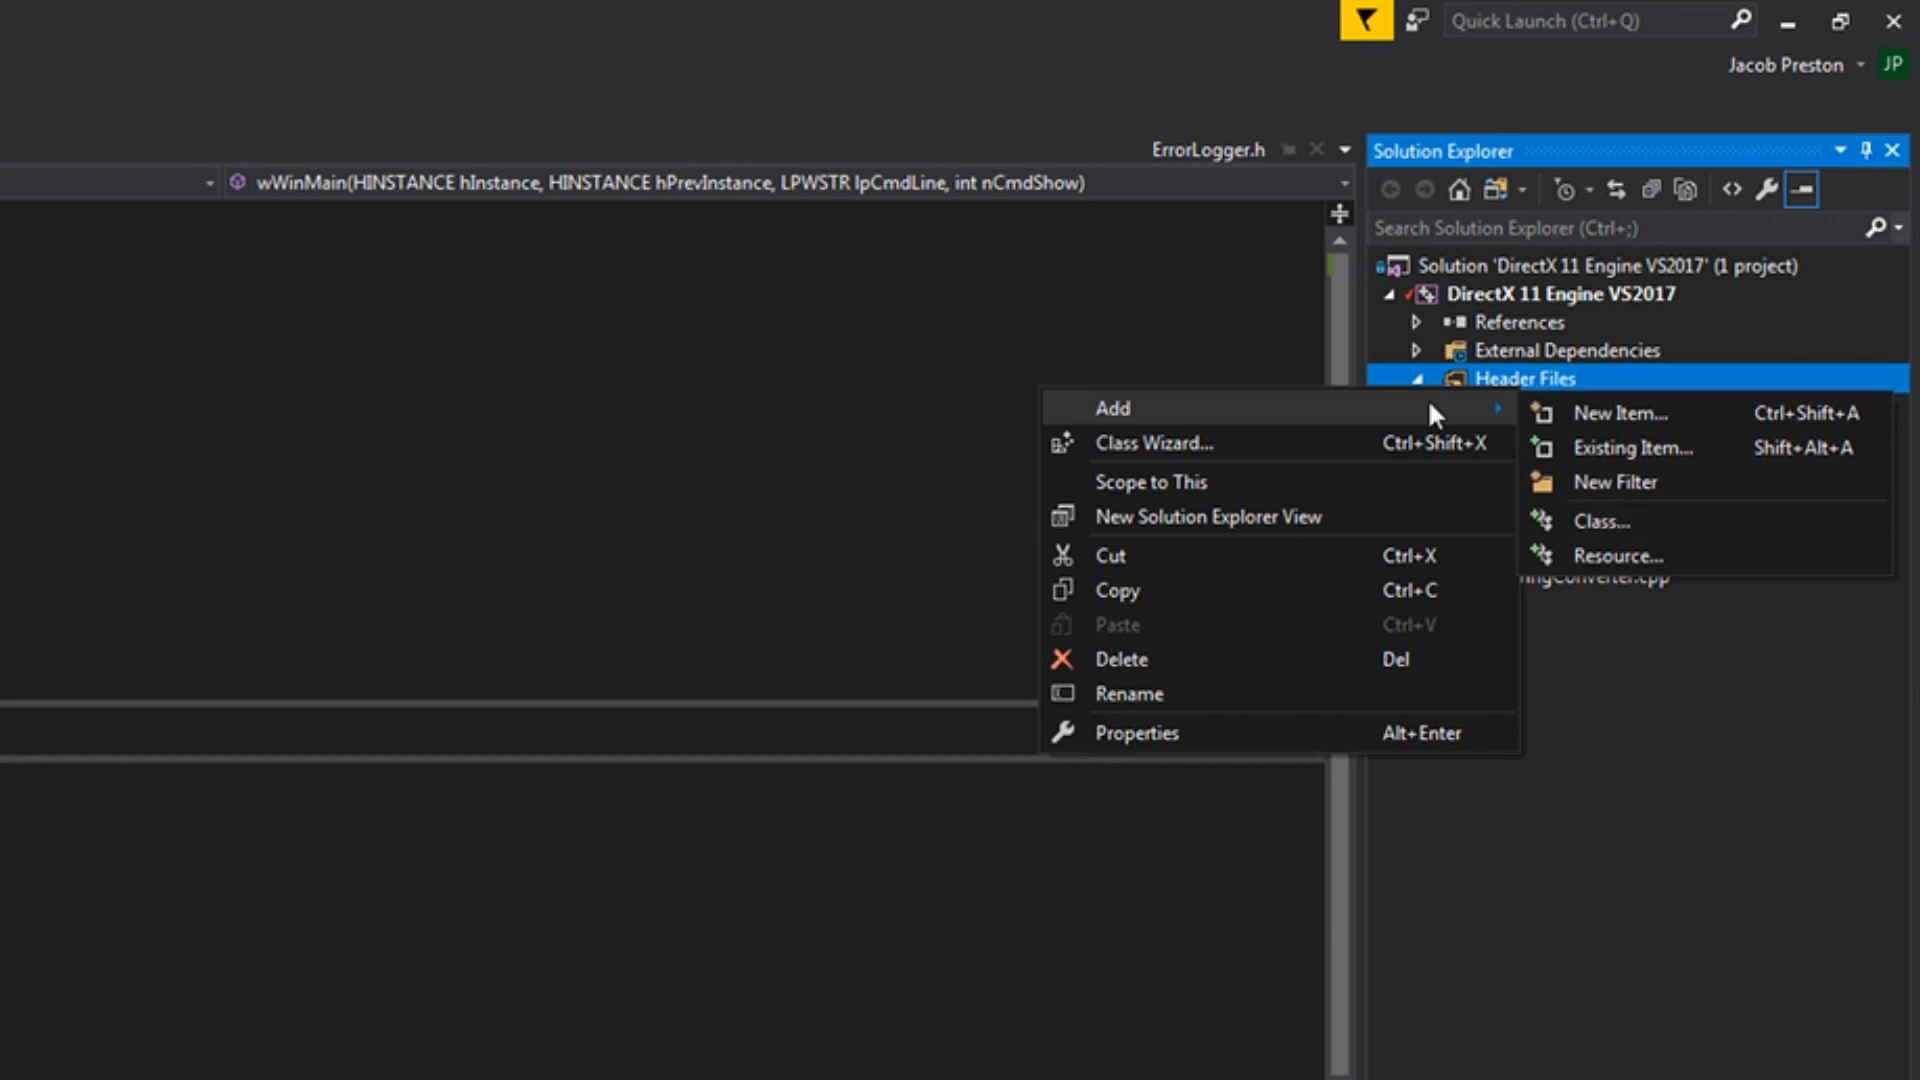 Quick Launch (Ctrl+Q)
Jacob Preston JP
ErrorLogger.h
wWinMain(HINSTANCE hInstance, HINSTANCE hPrevInstance, LPWSTR lpCmdLine, int nCmdShow)
Solution Explorer
Search Solution Explorer (Ctrl+;)
Solution 'DirectX 11 Engine VS2017' (1 project)
DirectX 11 Engine VS2017
References
External Dependencies
Header Files
Add
Class Wizard... Ctrl+Shift+X
Scope to This
New Solution Explorer View
Cut Ctrl+X
Copy Ctrl+C
Paste Ctrl+V
Delete Del
Rename
Properties Alt+Enter
New Item... Ctrl+Shift+A
Existing Item... Shift+Alt+A
New Filter
Class...
Resource...